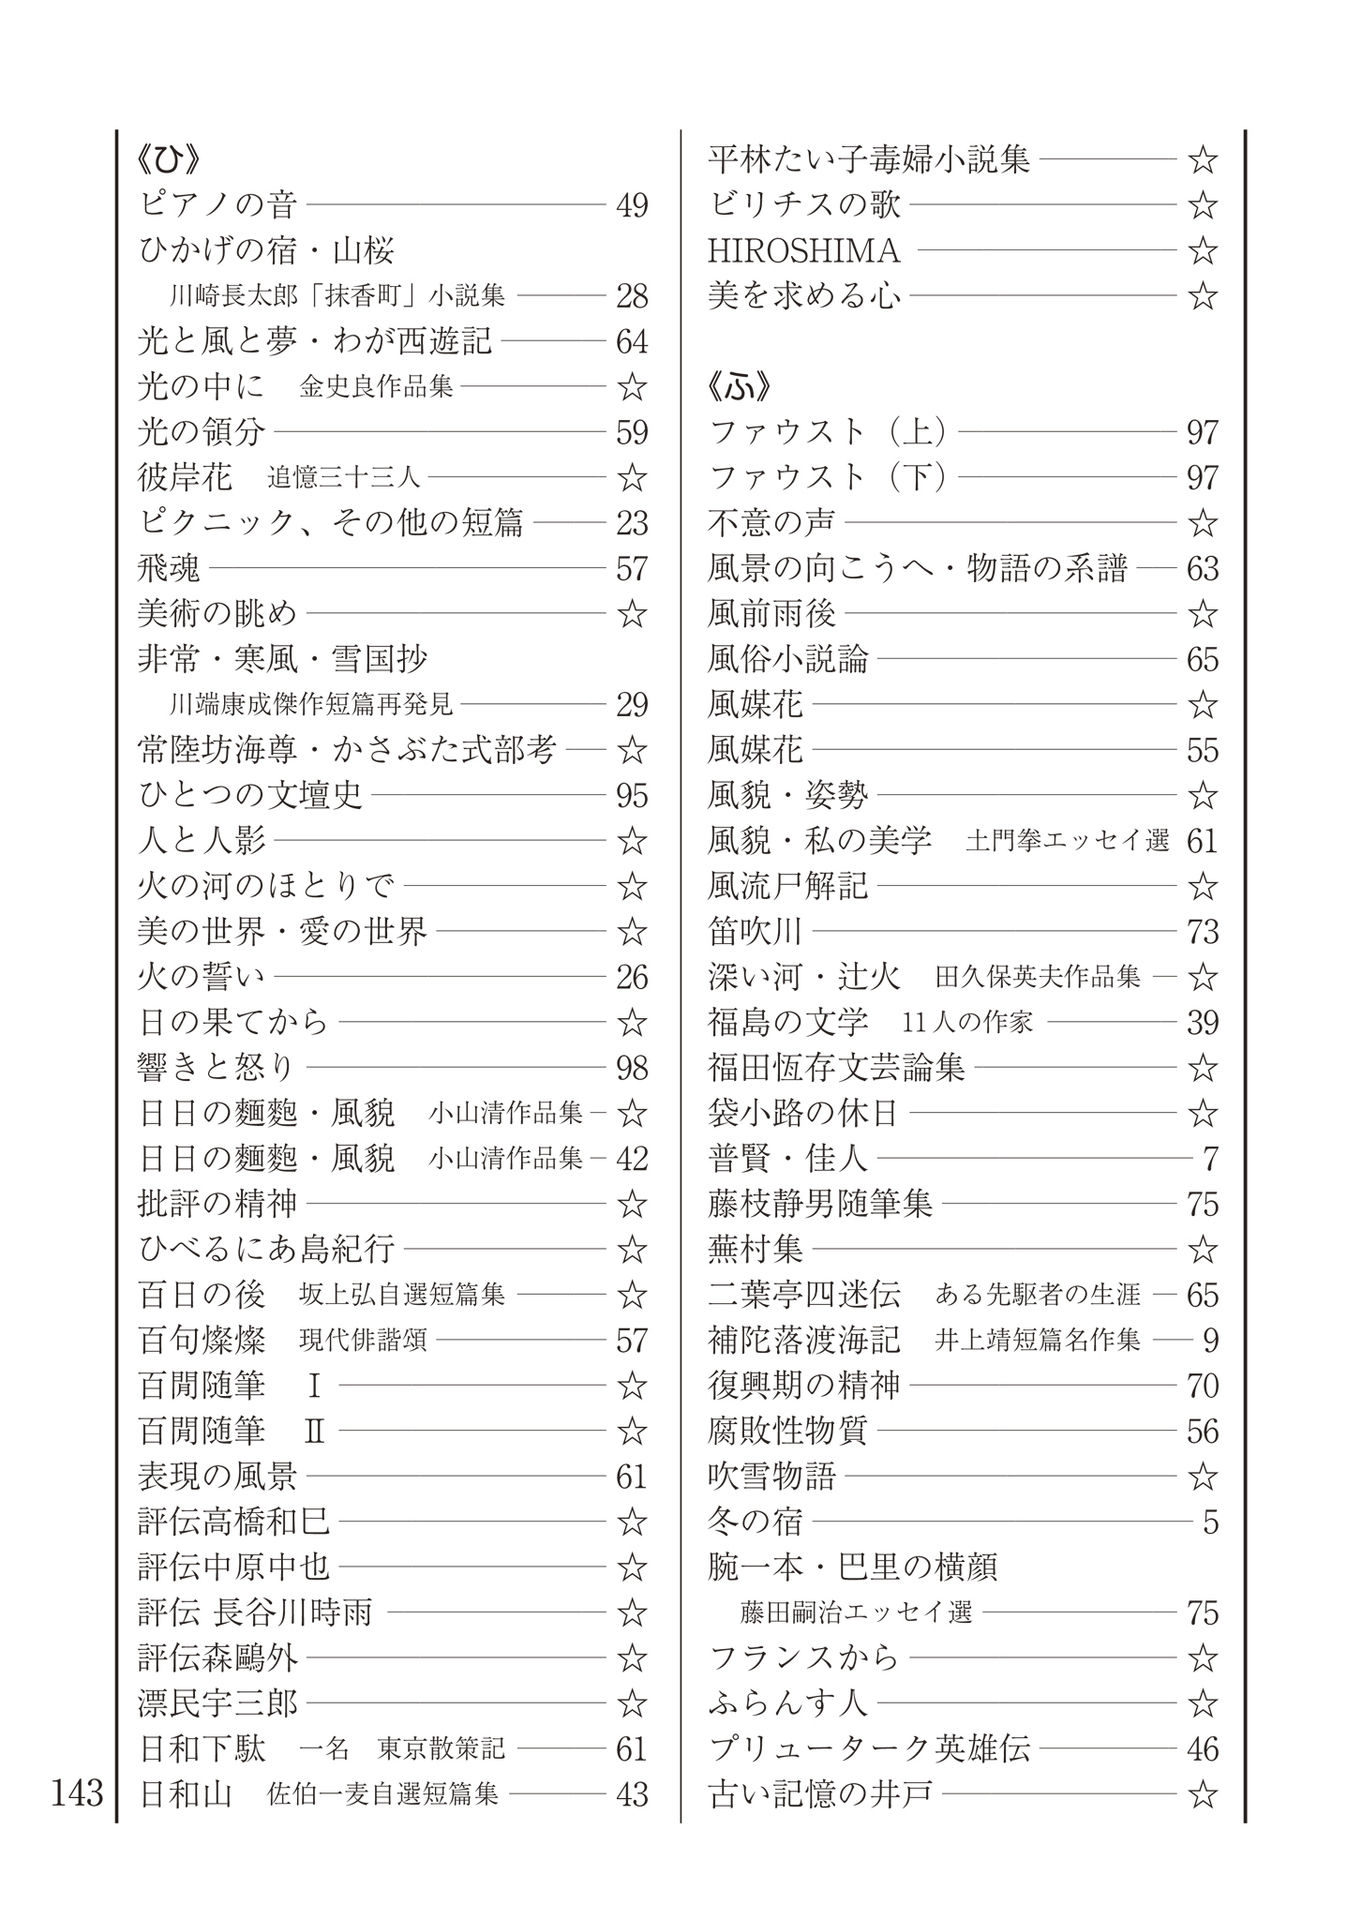 《ひ》
ピアノの音 49
ひかげの宿・山桜
川崎長太郎「抹香町」小説集 28
光と風と夢・わが西遊記 64
光の中に 金史良作品集 ☆
光の領分 59
彼岸花 追憶三十三人 ☆
ピクニック、その他の短篇 23
飛魂 57
美術の眺め ☆
非常・寒風・雪国抄
川端康成傑作短篇再発見 29
常陸坊海尊・かさぶた式部考 ☆
ひとつの文壇史 95
人と人影 ☆
火の河のほとりで ☆
美の世界・愛の世界 ☆
火の誓い 26
日の果てから ☆
響きと怒り 98
日日の麵麭・風貌 小山清作品集 ☆
日日の麵麭・風貌 小山清作品集 42
批評の精神 ☆
ひべるにあ島紀行 ☆
百日の後 坂上弘自選短篇集 ☆
百句燦燦 現代俳諧頌 57
百閒随筆 Ⅰ ☆
百閒随筆 Ⅱ ☆
表現の風景 61
評伝高橋和巳 ☆
評伝中原中也 ☆
評伝 長谷川時雨 ☆
評伝森鷗外 ☆
漂民宇三郎 ☆
日和下駄 一名 東京散策記 61
日和山 佐伯一麦自選短篇集 43
平林たい子毒婦小説集 ☆
ビリチスの歌 ☆
HIROSHIMA ☆
美を求める心 ☆
《ふ》
ファウスト（上） 97
ファウスト（下） 97
不意の声 ☆
風景の向こうへ・物語の系譜 63
風前雨後 ☆
風俗小説論 65
風媒花 ☆
風媒花 55
風貌・姿勢 ☆
風貌・私の美学 土門拳エッセイ選 61
風流尸解記 ☆
笛吹川 73
深い河・辻火 田久保英夫作品集 ☆
福島の文学 11人の作家 39
福田恆存文芸論集 ☆
袋小路の休日 ☆
普賢・佳人 7
藤枝静男随筆集 75
蕪村集 ☆
二葉亭四迷伝 ある先駆者の生涯 65
補陀落渡海記 井上靖短篇名作集 9
復興期の精神 70
腐敗性物質 56
吹雪物語 ☆
冬の宿 5
腕一本・巴里の横顔
藤田嗣治エッセイ選 75
フランスから ☆
ふらんす人 ☆
プリュータ­ーク英雄伝 46
古い記憶の井戸 ☆
143